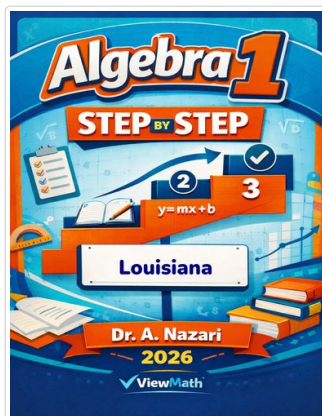 Algebra 1
STEP BY STEP
2
3
y=mx+b
Louisiana
Dr. A. Nazari
2026
ViewMath